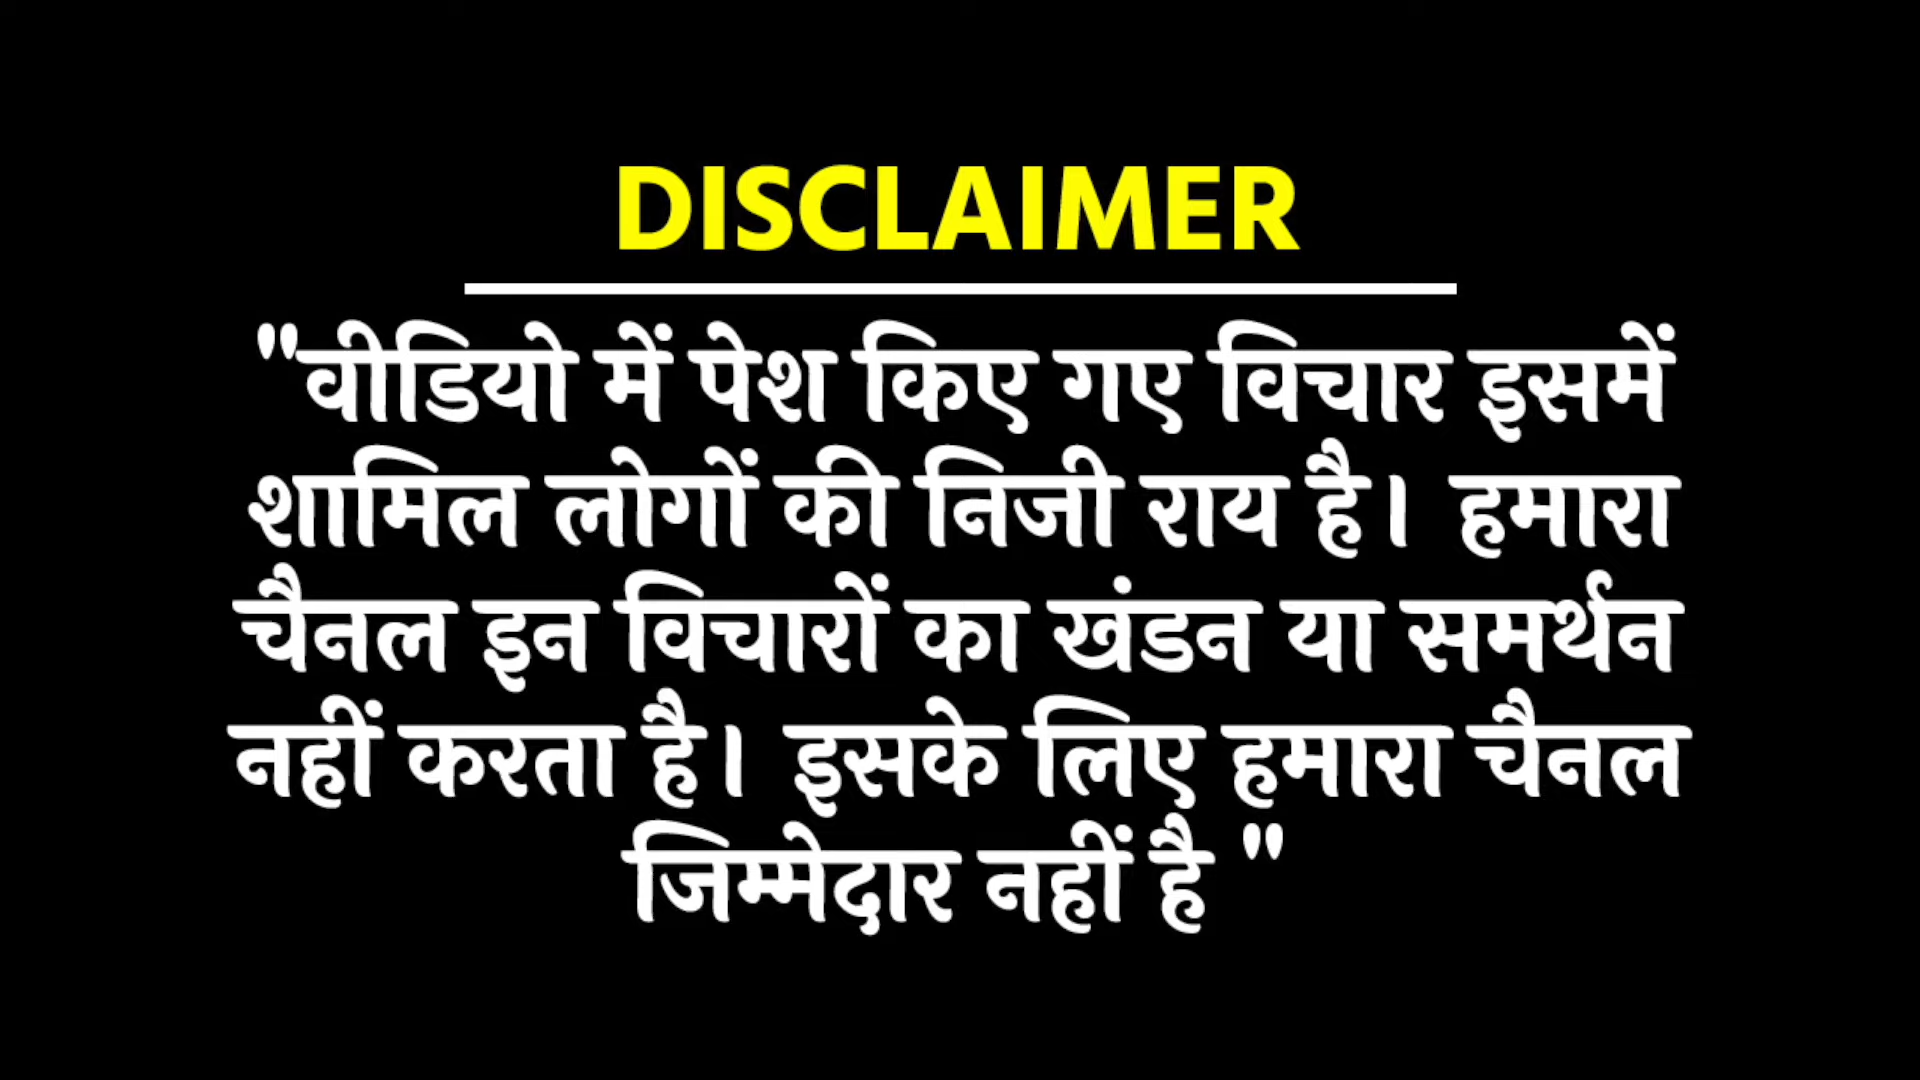 DISCLAIMER
"वीडियो में पेश किए गए विचार इसमें
शामिल लोगों की निजी राय है। हमारा
चैनल इन विचारों का खंडन या समर्थन
नहीं करता है। इसके लिए हमारा चैनल
जिम्मेदार नहीं है "